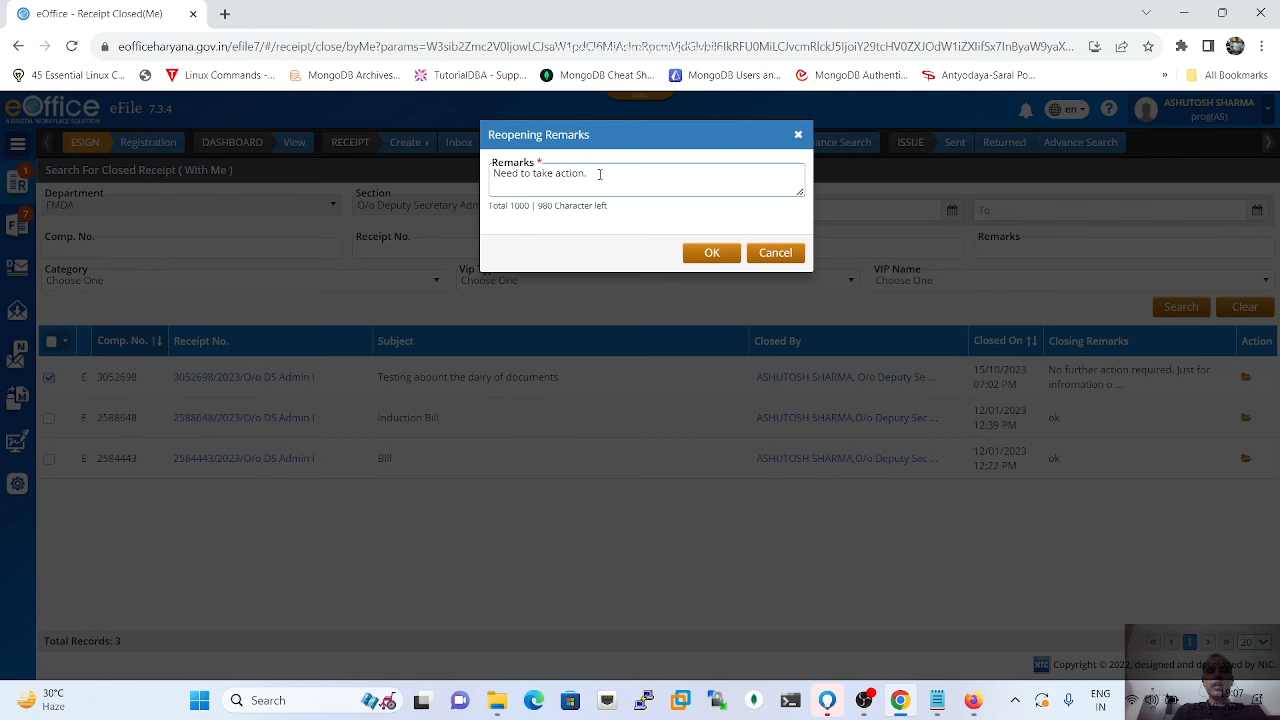 eOffice - Receipt Closed(Me)
45 Essential Linux C...
Linux Commands -...
MongoDB Archives...
TutorialDBA - Supp...
MongoDB Cheat Sh...
MongoDB Users an...
MongoDB Authenti...
Antyodaya-Saral Po...
»
All Bookmarks
eOffice
A DIGITAL WORKPLACE SOLUTION
eFile 7.3.4
en
ASHUTOSH SHARMA
prog(AS)
ESIGN
Registration
DASHBOARD
View
RECEIPT
Create
Inbox
ance Search
ISSUE
Sent
Returned
Advance Search
Reopening Remarks
Remarks *
Need to take action.
Total 1000 | 980 Character left
OK
Cancel
Search For Closed Receipt ( With Me )
Department
FMDA
Section
O/o Deputy Secretary Adm
To
Comp. No.
Receipt No.
Remarks
Category
Choose One
Choose One
VIP Name
Choose One
Search
Clear
Comp. No.
Receipt No.
Subject
Closed By
Closed On
Closing Remarks
Action
E
3052698
3052698/2023/O/o DS Admin I
Testing abount the dairy of documents
ASHUTOSH SHARMA, O/o Deputy Se ...
15/10/2023
07:02 PM
No further action required. Just for
infromation o ...
E
2588648
2588648/2023/O/o DS Admin I
Induction Bill
ASHUTOSH SHARMA,O/o Deputy Sec ...
12/01/2023
12:39 PM
ok
E
2584443
2584443/2023/O/o DS Admin I
Bill
ASHUTOSH SHARMA,O/o Deputy Sec ...
12/01/2023
12:22 PM
ok
1
7
Total Records: 3
« ‹ 1 › » 20
NIC
Copyright © 2022, designed and developed by NIC.
30°C
Haze
Search
ENG
IN